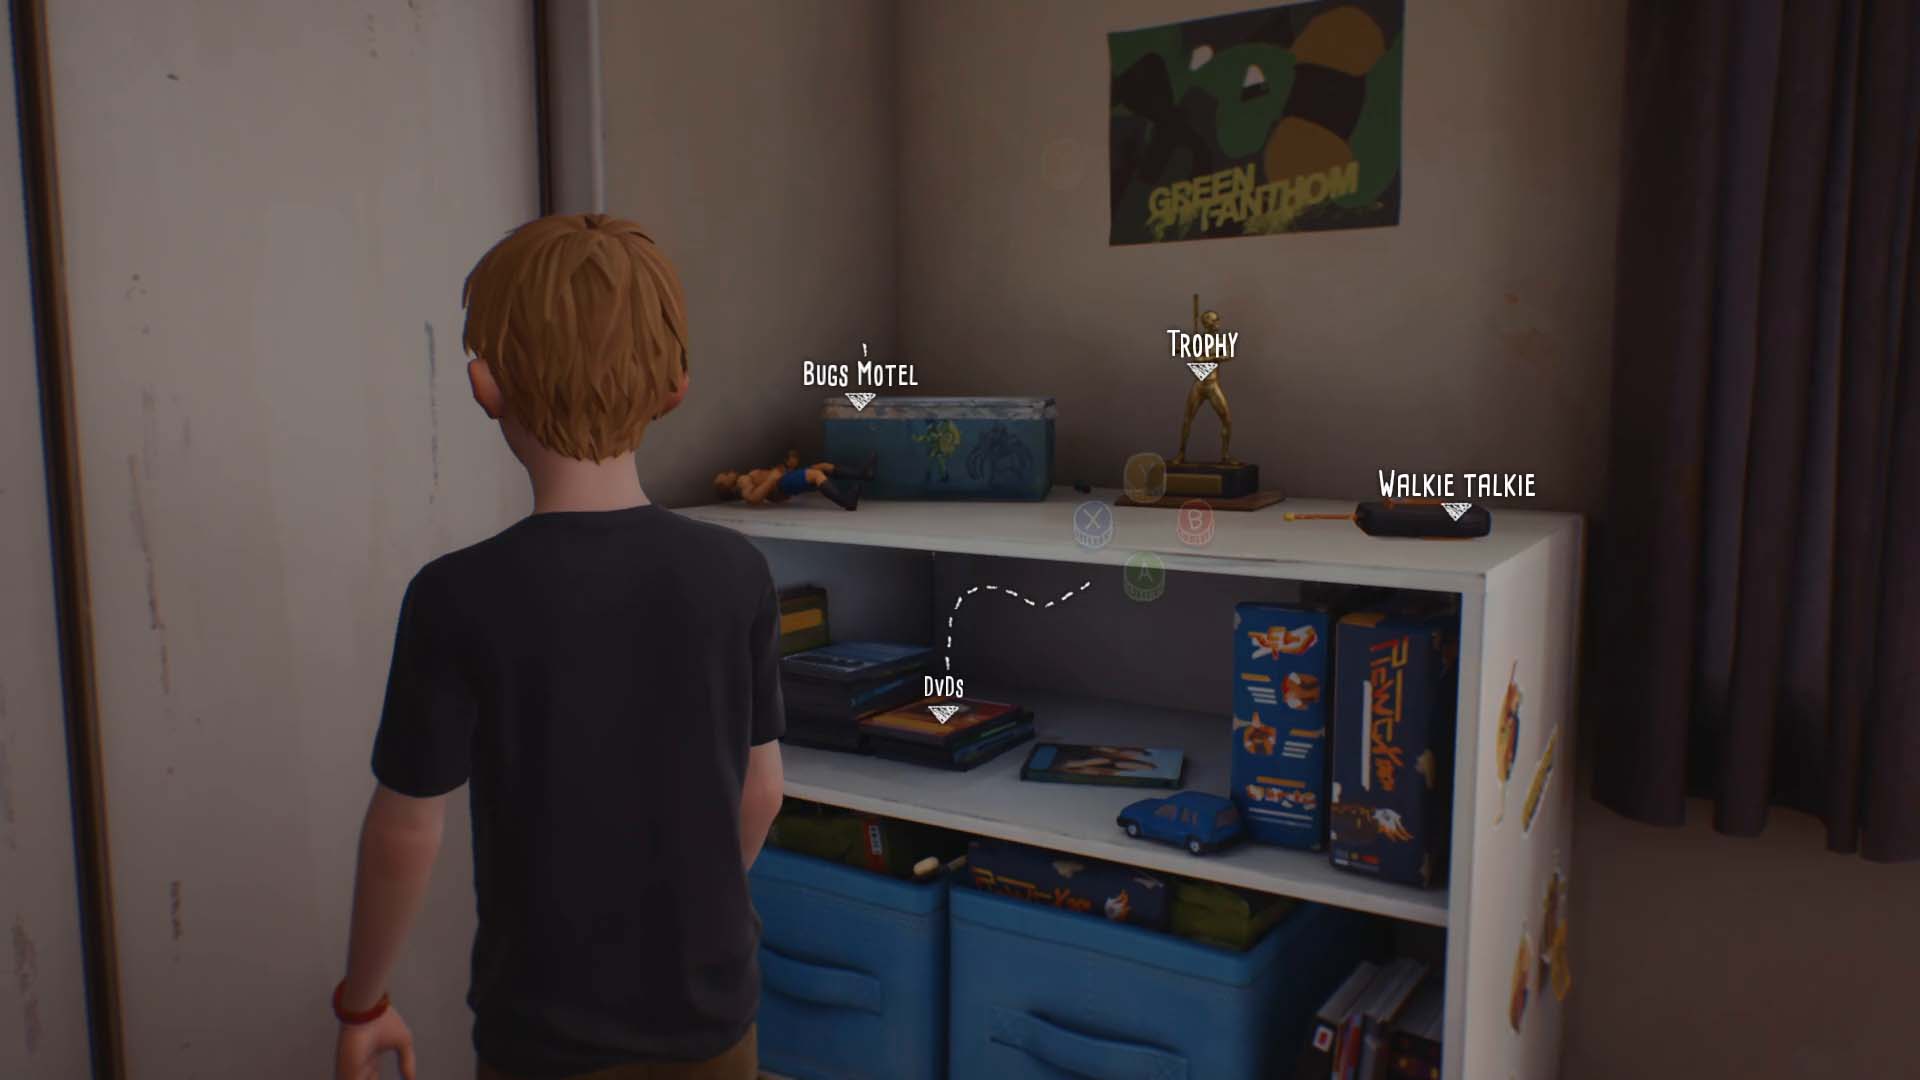 GREEN
FANTHOM
TROPHY
BUGS MOTEL
WALKIE TALKIE
Y
X
B
A
DVDS